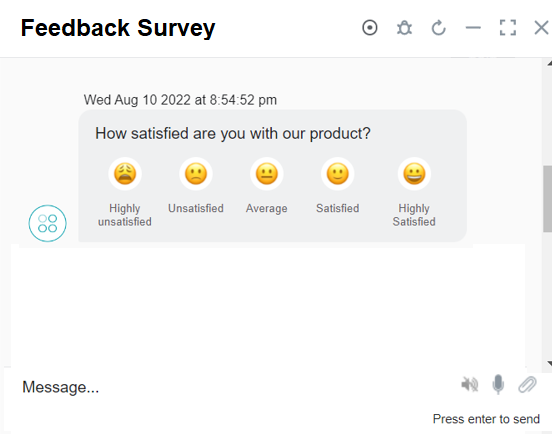 Feedback Survey
Wed Aug 10 2022 at 8:54:52 pm
How satisfied are you with our product?
Highly unsatisfied
Unsatisfied
Average
Satisfied
Highly Satisfied
Message...
Press enter to send